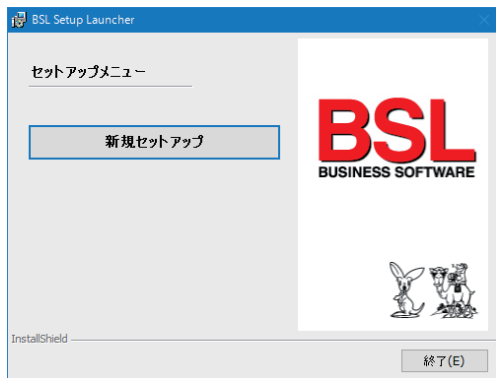 BSL Setup Launcher
セットアップメニュー
新規セットアップ
BSL
BUSINESS SOFTWARE
InstallShield
終了(E)